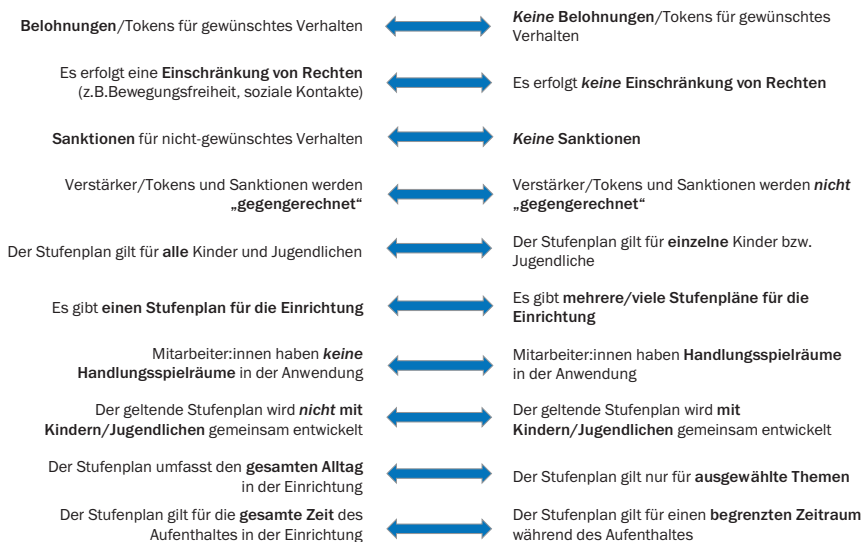 Belohnungen/Tokens für gewünschtes Verhalten
Keine Belohnungen/Tokens für gewünschtes
Verhalten
Es erfolgt eine Einschränkung von Rechten
(z.B.Bewegungsfreiheit, soziale Kontakte)
Es erfolgt keine Einschränkung von Rechten
Sanktionen für nicht-gewünschtes Verhalten
Keine Sanktionen
Verstärker/Tokens und Sanktionen werden
„gegengerechnet“
Verstärker/Tokens und Sanktionen werden nicht
„gegengerechnet“
Der Stufenplan gilt für alle Kinder und Jugendlichen
Der Stufenplan gilt für einzelne Kinder bzw.
Jugendliche
Es gibt einen Stufenplan für die Einrichtung
Es gibt mehrere/viele Stufenpläne für die
Einrichtung
Mitarbeiter:innen haben keine
Handlungsspielräume in der Anwendung
Mitarbeiter:innen haben Handlungsspielräume
in der Anwendung
Der geltende Stufenplan wird nicht mit
Kindern/Jugendlichen gemeinsam entwickelt
Der geltende Stufenplan wird mit
Kindern/Jugendlichen gemeinsam entwickelt
Der Stufenplan umfasst den gesamten Alltag
in der Einrichtung
Der Stufenplan gilt nur für ausgewählte Themen
Der Stufenplan gilt für die gesamte Zeit des
Aufenthaltes in der Einrichtung
Der Stufenplan gilt für einen begrenzten Zeitraum
während des Aufenthaltes